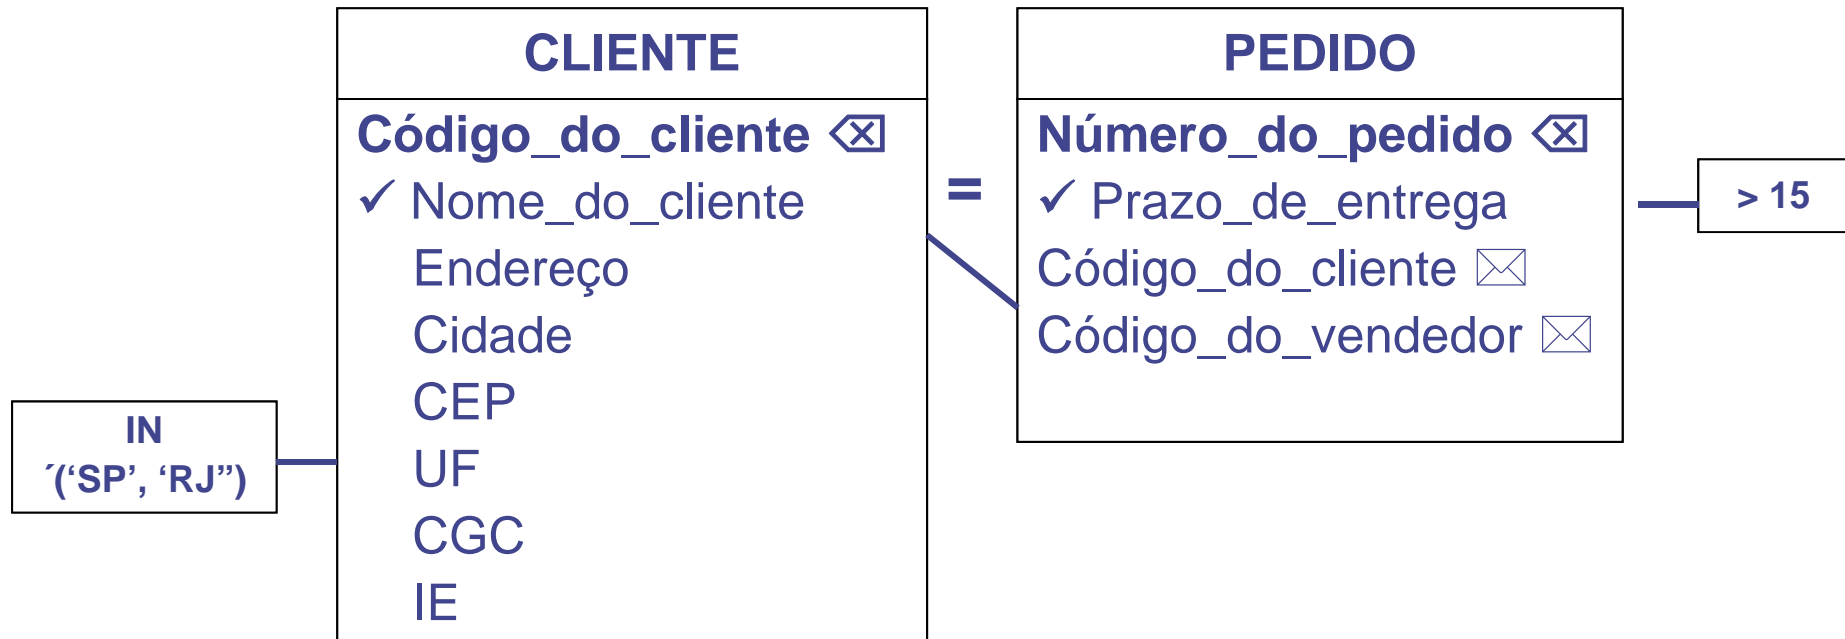 CLIENTE
Código_do_cliente ⌫
✓ Nome_do_cliente
Endereço
Cidade
CEP
UF
CGC
IE
=
PEDIDO
Número_do_pedido ⌫
✓ Prazo_de_entrega
Código_do_cliente ✉
Código_do_vendedor ✉
> 15
IN
´(‘SP’, ‘RJ”)